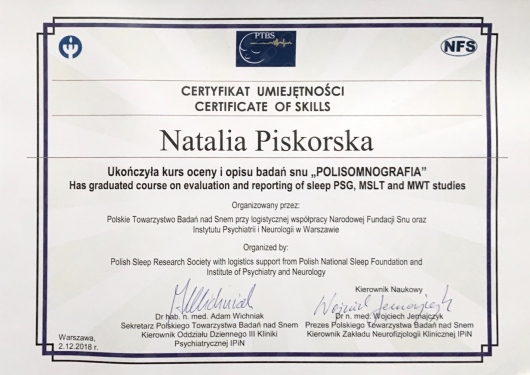 PTBS
NFS
CERTYFIKAT UMIEJĘTNOŚCI
CERTIFICATE OF SKILLS
Natalia Piskorska
Ukończyła kurs oceny i opisu badań snu „POLISOMNOGRAFIA”
Has graduated course on evaluation and reporting of sleep PSG, MSLT and MWT studies
Organizowany przez:
Polskie Towarzystwo Badań nad Snem przy logistycznej współpracy Narodowej Fundacji Snu oraz
Instytutu Psychiatrii i Neurologii w Warszawie
Organized by:
Polish Sleep Research Society with logistics support from Polish National Sleep Foundation and
Institute of Psychiatry and Neurology
Dr hab. n. med. Adam Wichniak
Sekretarz Polskiego Towarzystwa Badań nad Snem
Kierownik Oddziału Dziennego III Kliniki
Psychiatrycznej IPiN
Kierownik Naukowy
Wojciech Jernajczyk
Dr n. med. Wojciech Jernajczyk
Prezes Polskiego Towarzystwa Badań nad Snem
Kierownik Zakładu Neurofizjologii Klinicznej IPiN
Warszawa,
2.12.2018 r.